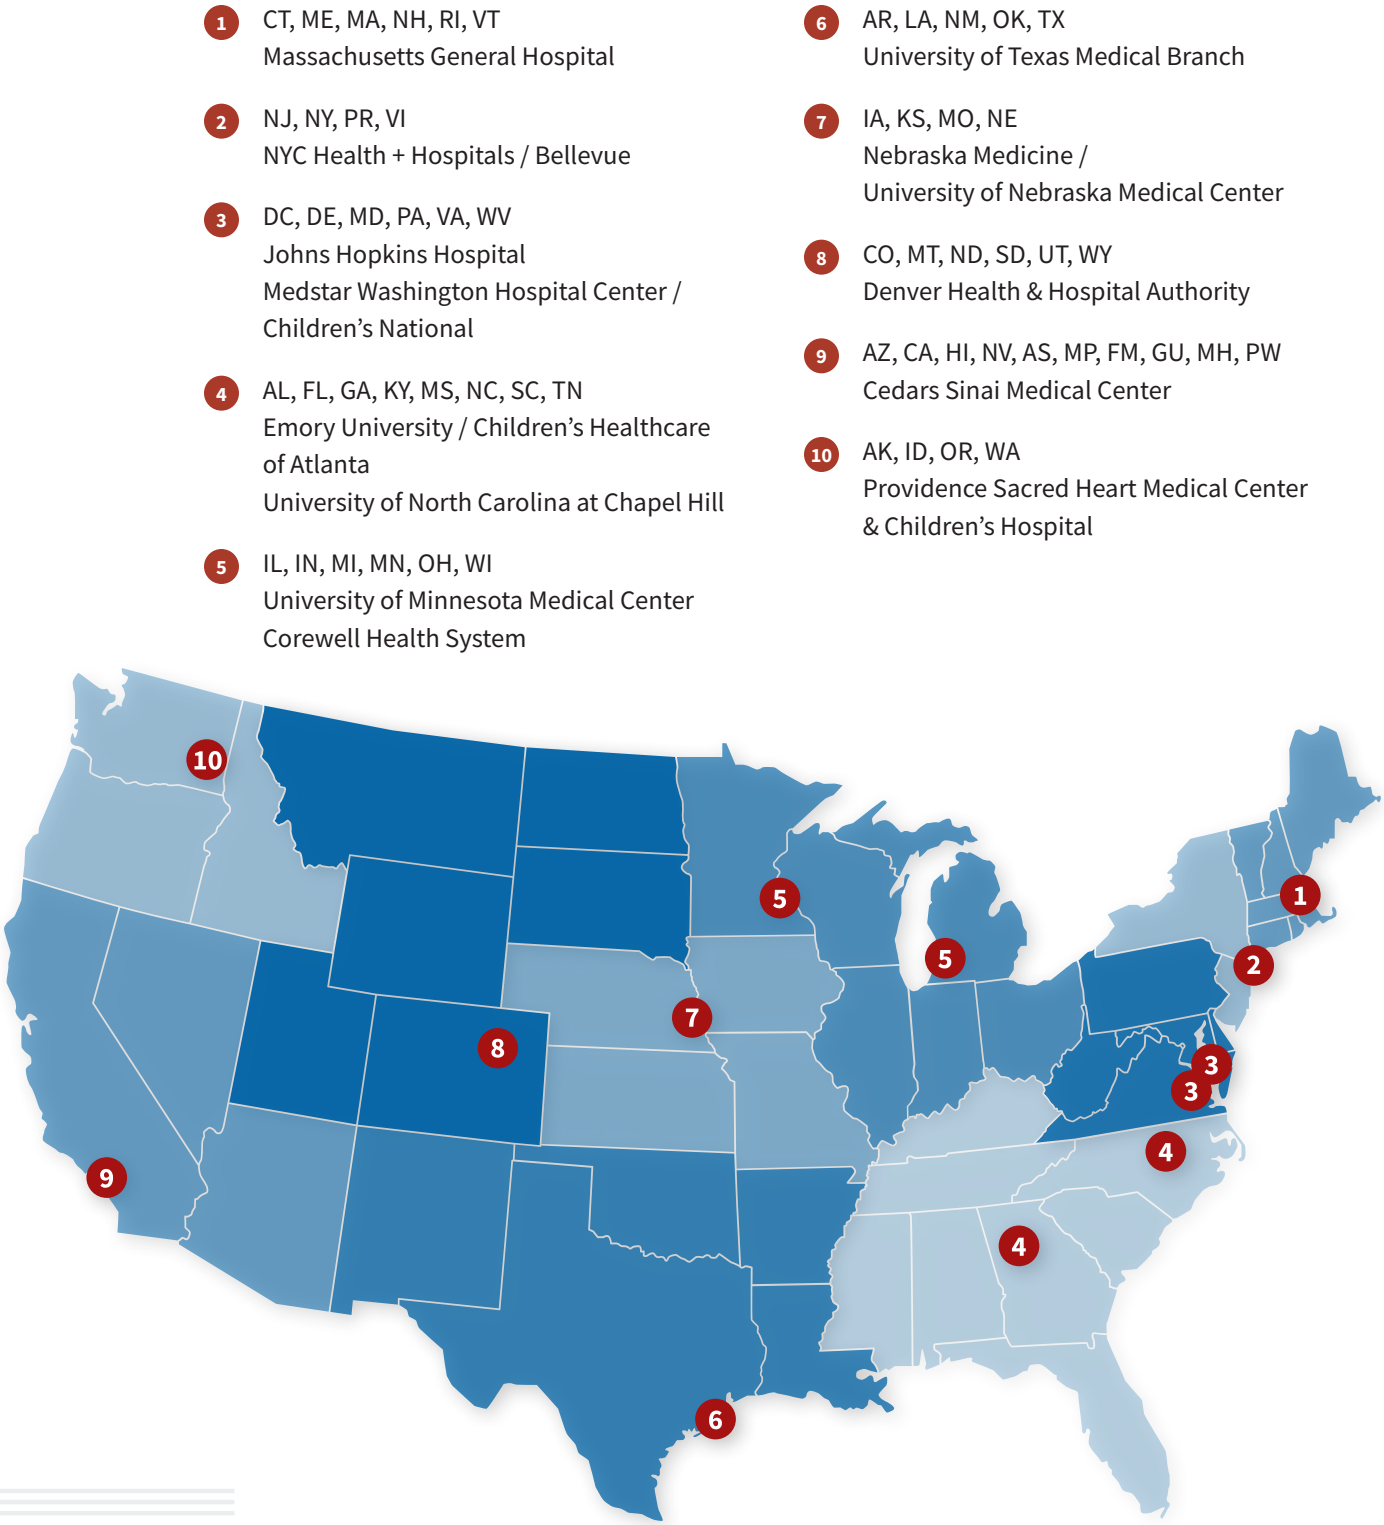 1 CT, ME, MA, NH, RI, VT
Massachusetts General Hospital
2 NJ, NY, PR, VI
NYC Health + Hospitals / Bellevue
3 DC, DE, MD, PA, VA, WV
Johns Hopkins Hospital
Medstar Washington Hospital Center /
Children’s National
4 AL, FL, GA, KY, MS, NC, SC, TN
Emory University / Children’s Healthcare
of Atlanta
University of North Carolina at Chapel Hill
5 IL, IN, MI, MN, OH, WI
University of Minnesota Medical Center
Corewell Health System
6 AR, LA, NM, OK, TX
University of Texas Medical Branch
7 IA, KS, MO, NE
Nebraska Medicine /
University of Nebraska Medical Center
8 CO, MT, ND, SD, UT, WY
Denver Health & Hospital Authority
9 AZ, CA, HI, NV, AS, MP, FM, GU, MH, PW
Cedars Sinai Medical Center
10 AK, ID, OR, WA
Providence Sacred Heart Medical Center
& Children’s Hospital
10
5
1
5
2
7
8
3
3
4
9
4
6